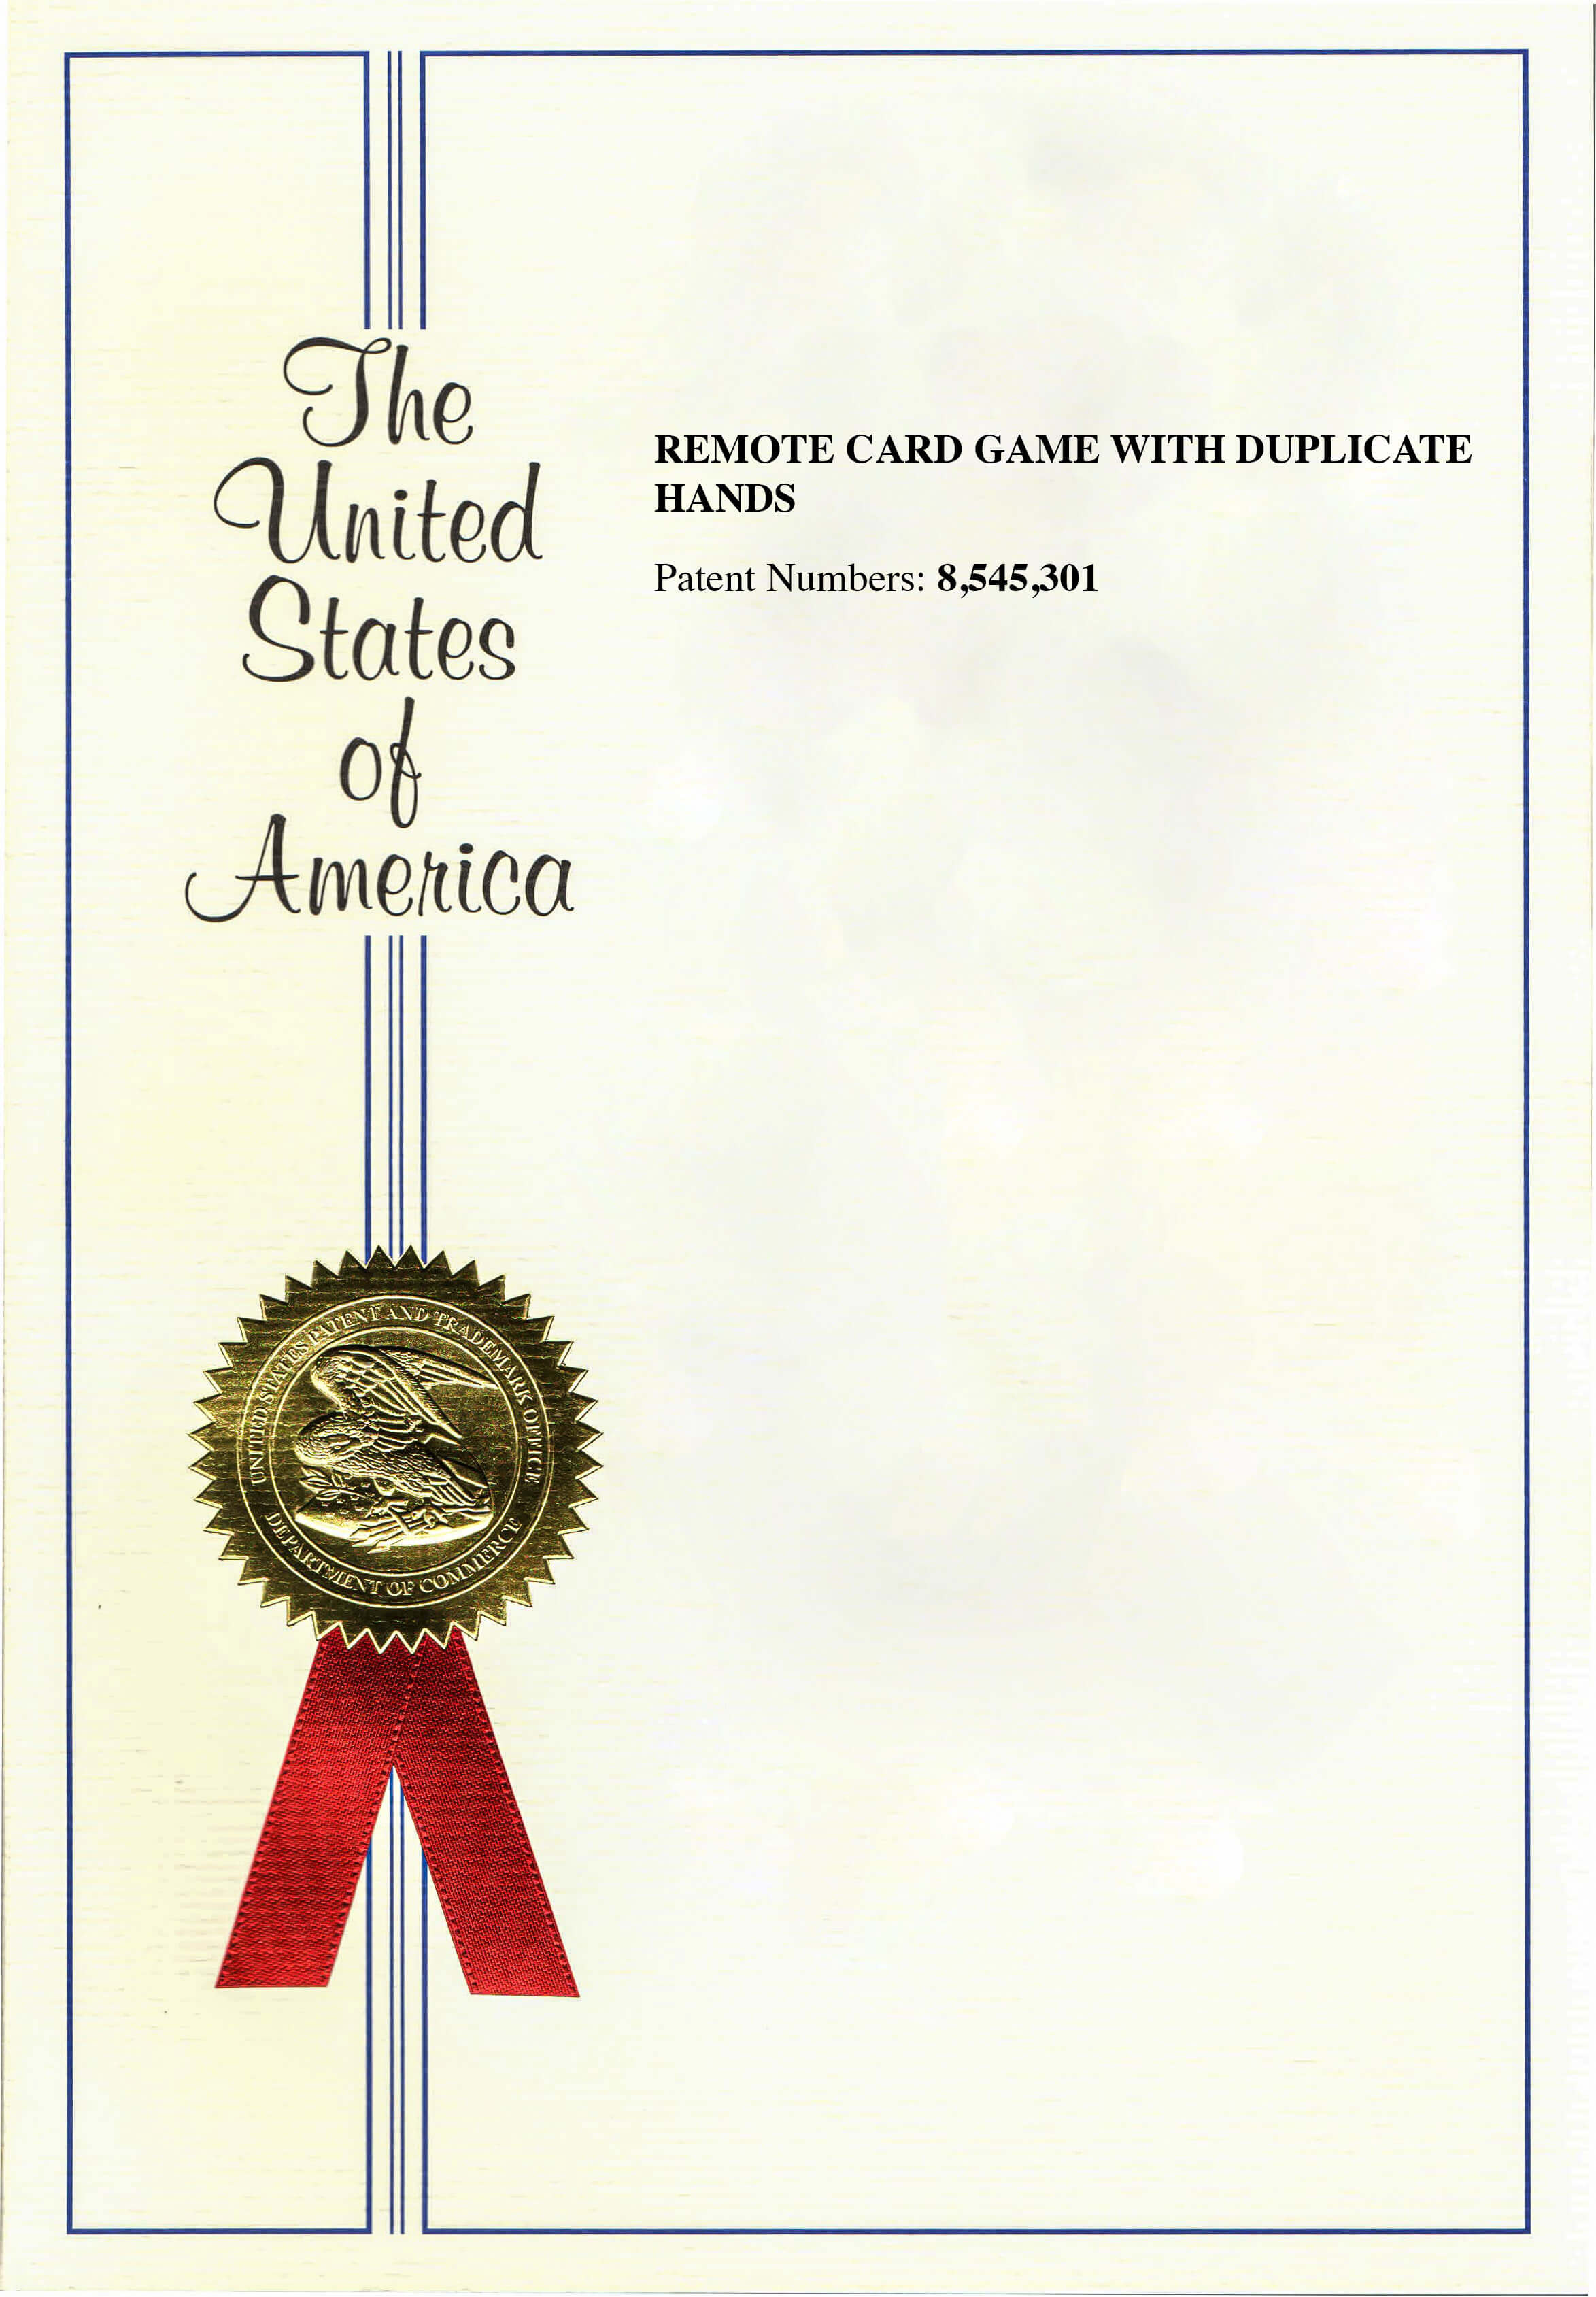 The
United
States
of
America
REMOTE CARD GAME WITH DUPLICATE
HANDS
Patent Numbers: 8,545,301
UNITED STATES PATENT AND TRADEMARK OFFICE
DEPARTMENT OF COMMERCE